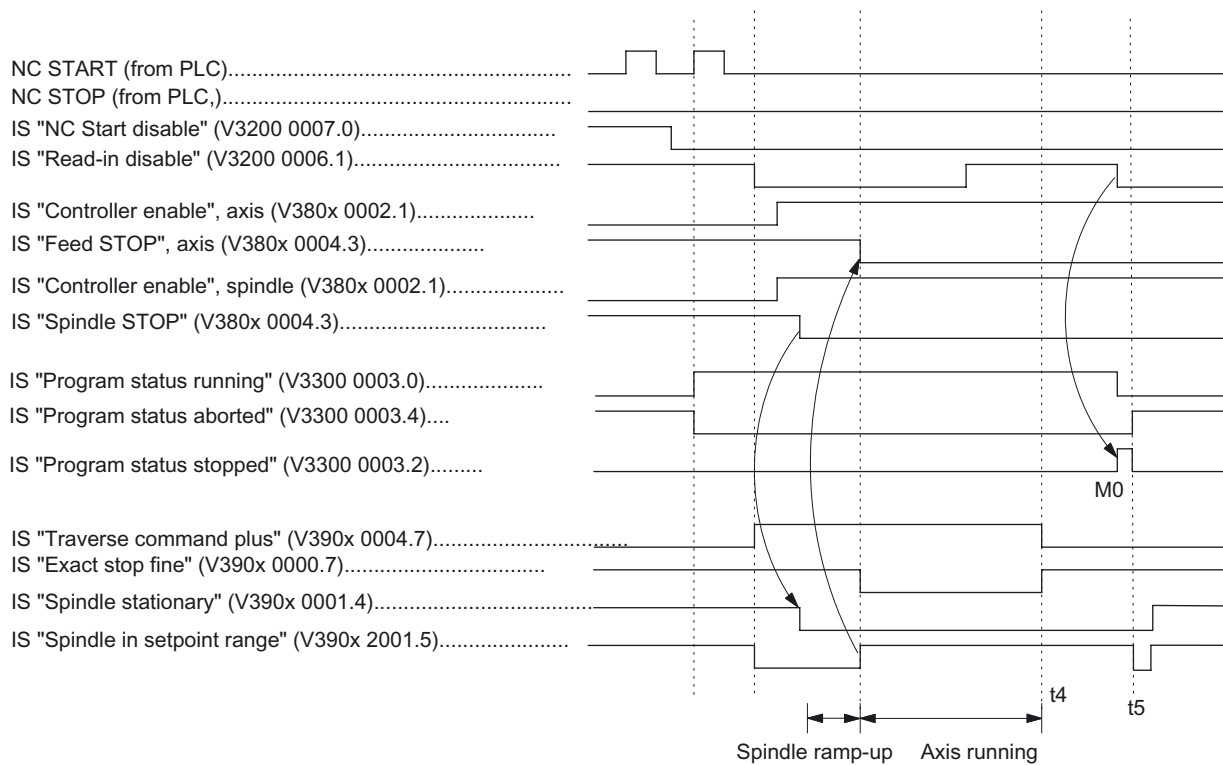 NC START (from PLC)..........................................................
NC STOP (from PLC,)...........................................................
IS "NC Start disable" (V3200 0007.0).................................
IS "Read-in disable" (V3200 0006.1)...................................
IS "Controller enable", axis (V380x 0002.1)....................
IS "Feed STOP", axis (V380x 0004.3)....................
IS "Controller enable", spindle (V380x 0002.1)....................
IS "Spindle STOP" (V380x 0004.3)...................................
IS "Program status running" (V3300 0003.0)....................
IS "Program status aborted" (V3300 0003.4)....
IS "Program status stopped" (V3300 0003.2).........
M0
IS "Traverse command plus" (V390x 0004.7).................................
IS "Exact stop fine" (V390x 0000.7)..................................
IS "Spindle stationary" (V390x 0001.4).....................................
IS "Spindle in setpoint range" (V390x 2001.5)......................
t4
t5
Spindle ramp-up Axis running